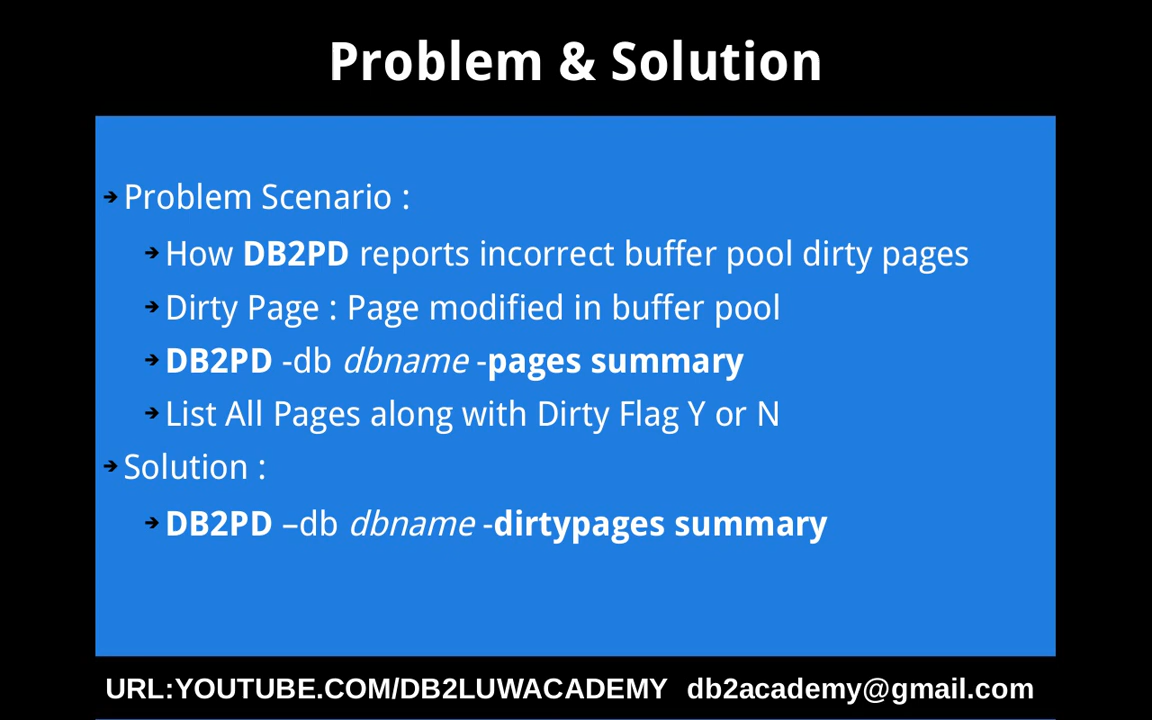 Problem & Solution
Problem Scenario :
How DB2PD reports incorrect buffer pool dirty pages
Dirty Page : Page modified in buffer pool
DB2PD -db dbname -pages summary
List All Pages along with Dirty Flag Y or N
Solution :
DB2PD –db dbname -dirtypages summary
URL:YOUTUBE.COM/DB2LUWACADEMY db2academy@gmail.com